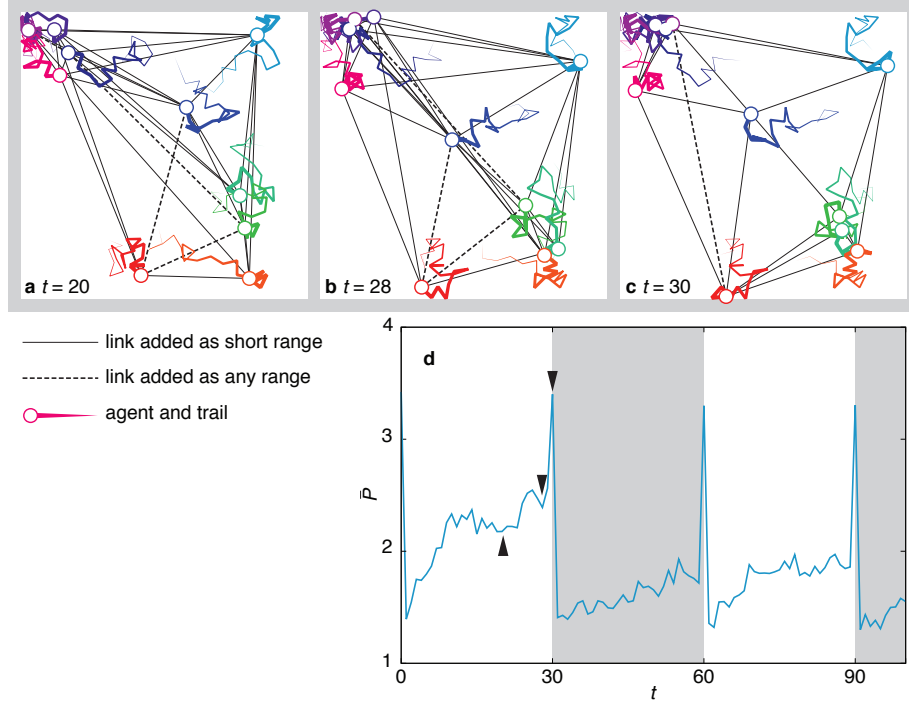 a t = 20
b t = 28
c t = 30
link added as short range
link added as any range
agent and trail
d
4
3
2
1
P̄
0
30
60
90
t